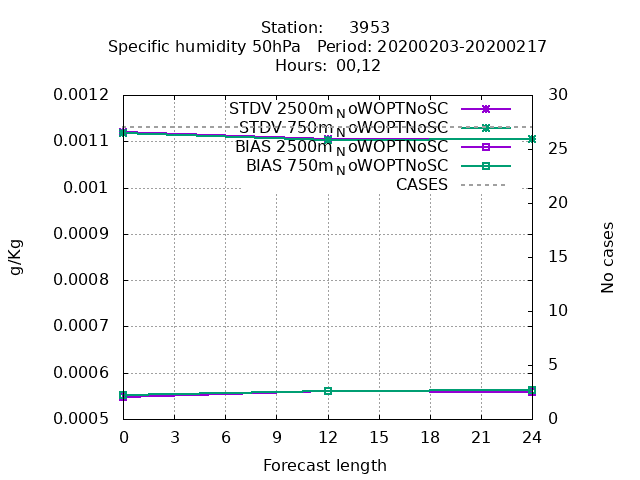 Station: 3953
Specific humidity 50hPa Period: 20200203-20200217
Hours: 00,12
0.0012
0.0011
0.001
0.0009
0.0008
0.0007
0.0006
0.0005
g/Kg
STDV 2500m_NoWOPTNoSC
STDV 750m_NoWOPTNoSC
BIAS 2500m_NoWOPTNoSC
BIAS 750m_NoWOPTNoSC
CASES
30
25
20
15
10
5
0
No cases
0 3 6 9 12 15 18 21 24
Forecast length